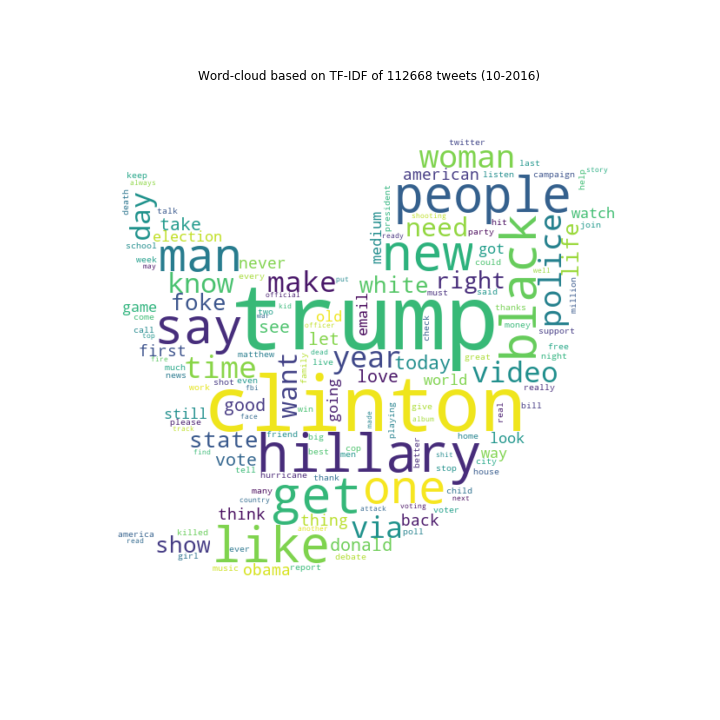 Word-cloud based on TF-IDF of 112668 tweets (10-2016)
twitter
woman
last
keep
always
american
listen
campaign
help
story
death
day
talk
people
president
shooting
take
medium
need
hit
party
ready
watch
join
school
election
man
never
new
got
could
black
police
life
well
week
may
know
every
make
put
white
right
must
million
official
foke
trump
game
come
two
war
old
email
thanks
money
support
call
top
say
see
officer
let
check
free
night
first
fire
matthew
dead
live
year
today
great
much
news
time
even
fbi
family
want
going
love
world
video
really
work
shot
face
clinton
still
please
track
good
win
made
playing
give
album
real
bill
state
find
friend
big
best
cop
men
hillary
better
shit
stop
home
city
house
look
way
vote
tell
hurricane
thank
many
country
get
one
child
next
think
thing
attack
via
voting
back
voter
poll
another
america
read
killed
girl
show
ever
like
donald
debate
music
obama
report
kid